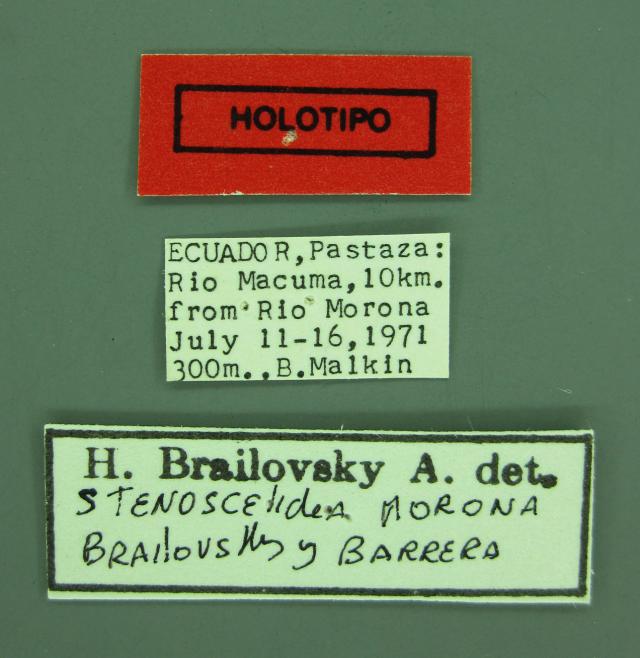 HOLOTIPO
ECUADOR, Pastaza:
Rio Macuma, 10km.
from Rio Morona
July 11-16, 1971
300m., B. Malkin
H. Brailovsky A. det.
STENOSCElideA MORONA
BRAIlOVSKy y BARRERA